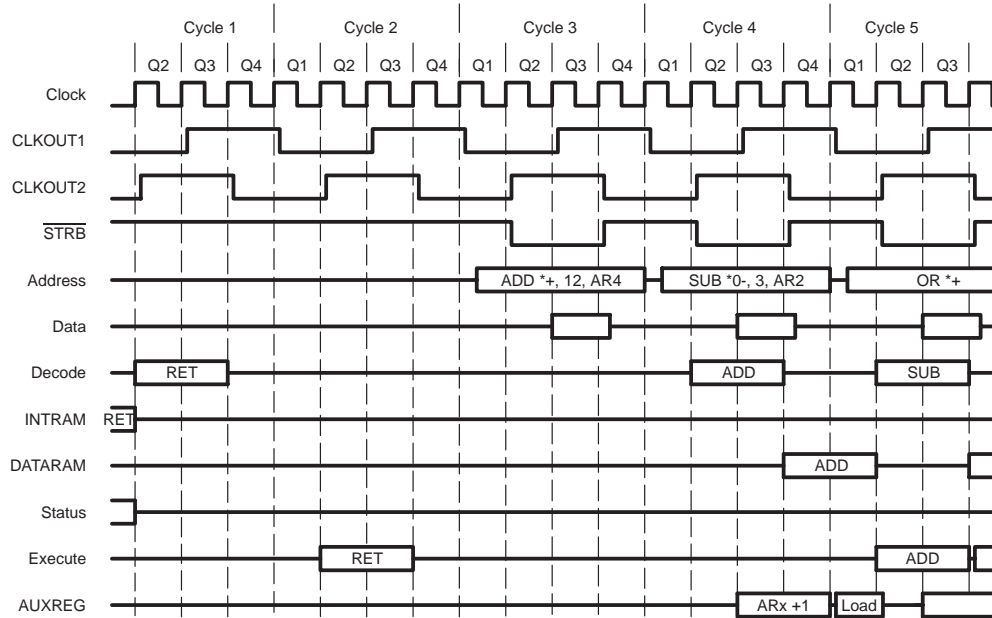 Cycle 1 Cycle 2 Cycle 3 Cycle 4 Cycle 5
Q2 Q3 Q4 Q1 Q2 Q3 Q4 Q1 Q2 Q3 Q4 Q1 Q2 Q3 Q4 Q1 Q2 Q3
Clock
CLKOUT1
CLKOUT2
STRB
Address ADD *+, 12, AR4 SUB *0-, 3, AR2 OR *+
Data
Decode RET ADD SUB
INTRAM RET
DATARAM ADD
Status
Execute RET ADD
AUXREG ARx +1 Load